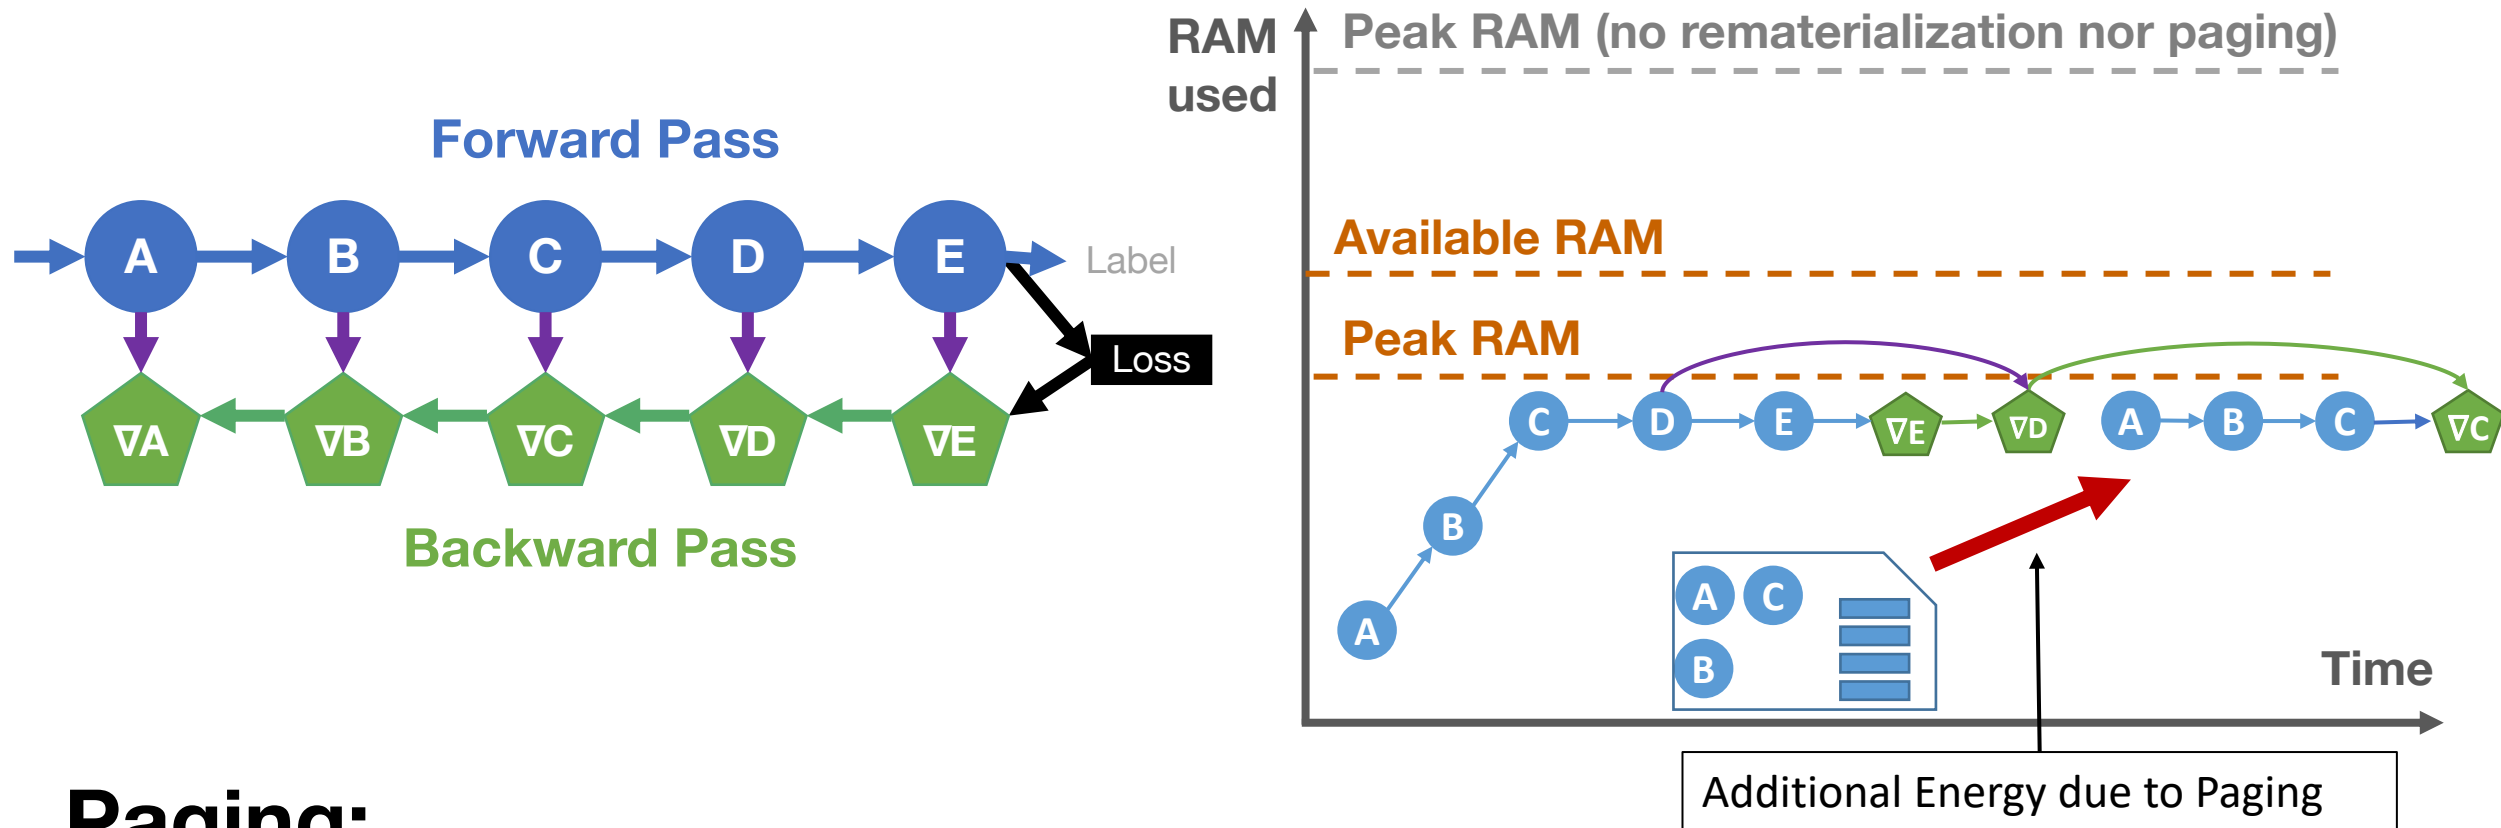 Forward Pass
A
B
C
D
E
Label
Loss
∇A
∇B
∇C
∇D
∇E
Backward Pass
RAM
used
Peak RAM (no rematerialization nor paging)
Available RAM
Peak RAM
C
D
E
∇E
∇D
A
B
C
∇C
B
A
A
C
B
Time
Additional Energy due to Paging
Paging: